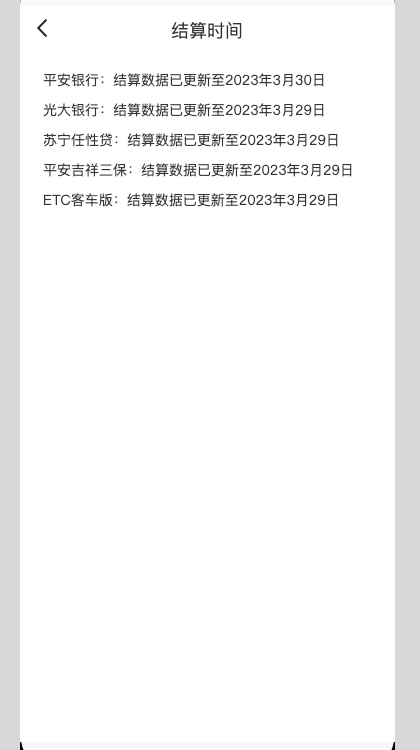 结算时间
平安银行：结算数据已更新至2023年3月30日
光大银行：结算数据已更新至2023年3月29日
苏宁任性贷：结算数据已更新至2023年3月29日
平安吉祥三保：结算数据已更新至2023年3月29日
ETC客车版：结算数据已更新至2023年3月29日